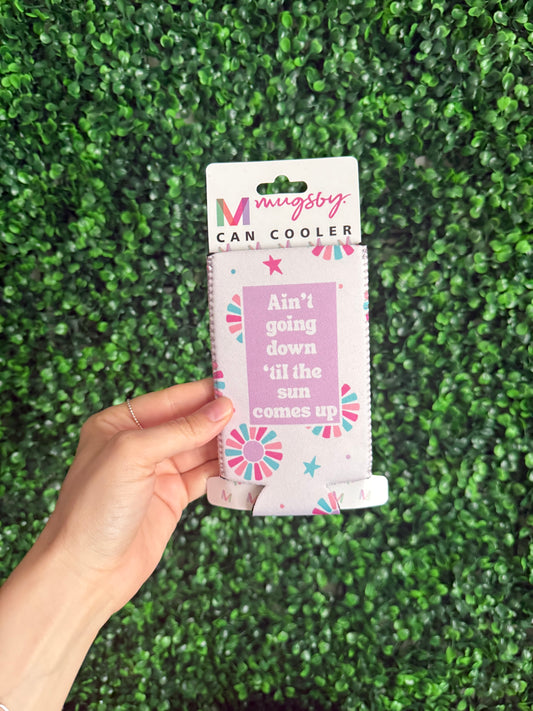 M mugsby.
CAN COOLER
Ain't
going
down
'til the
sun
comes up
M M